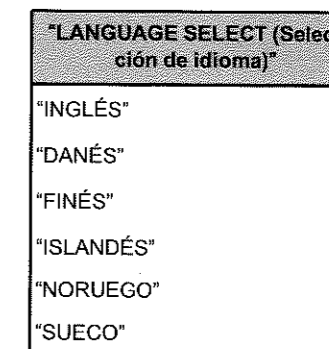 "LANGUAGE SELECT (Selec
ción de idioma)"
"INGLÉS"
"DANÉS"
"FINÉS"
"ISLANDÉS"
"NORUEGO"
"SUECO"